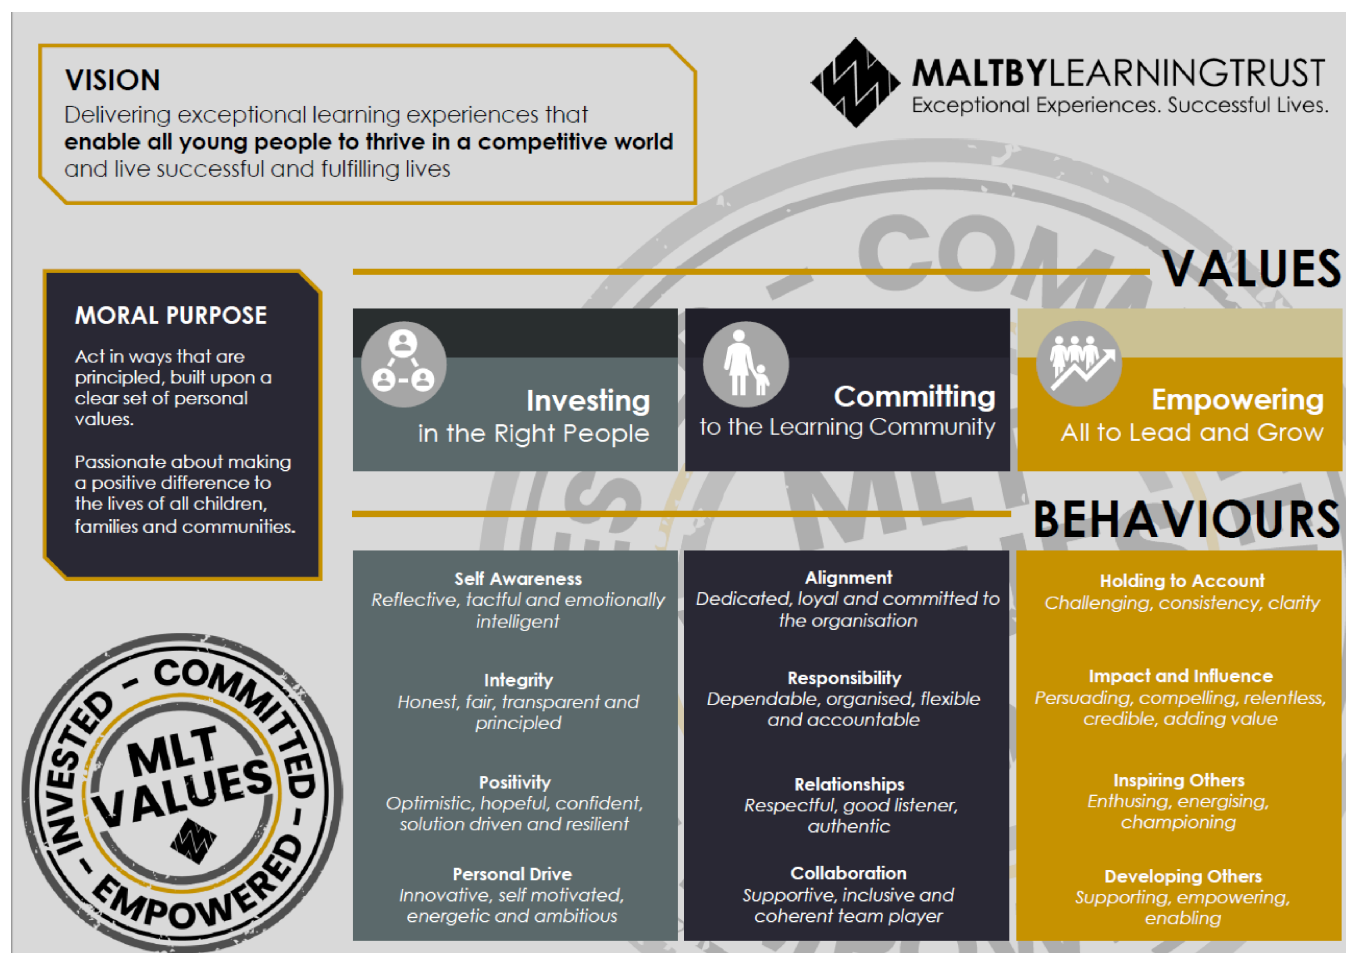 VISION
Delivering exceptional learning experiences that
enable all young people to thrive in a competitive world
and live successful and fulfilling lives
MALTBYLEARNINGTRUST
Exceptional Experiences. Successful Lives.
MORAL PURPOSE
Act in ways that are
principled, built upon a
clear set of personal
values.
Passionate about making
a positive difference to
the lives of all children,
families and communities.
VALUES
Investing
in the Right People
Committing
to the Learning Community
Empowering
All to Lead and Grow
BEHAVIOURS
Self Awareness
Reflective, tactful and emotionally
intelligent
Integrity
Honest, fair, transparent and
principled
Positivity
Optimistic, hopeful, confident,
solution driven and resilient
Personal Drive
Innovative, self motivated,
energetic and ambitious
Alignment
Dedicated, loyal and committed to
the organisation
Responsibility
Dependable, organised, flexible
and accountable
Relationships
Respectful, good listener,
authentic
Collaboration
Supportive, inclusive and
coherent team player
Holding to Account
Challenging, consistency, clarity
Impact and Influence
Persuading, compelling, relentless,
credible, adding value
Inspiring Others
Enthusing, energising,
championing
Developing Others
Supporting, empowering,
enabling
INVESTED - COMMITTED - EMPOWERED -
MLT
VALUES